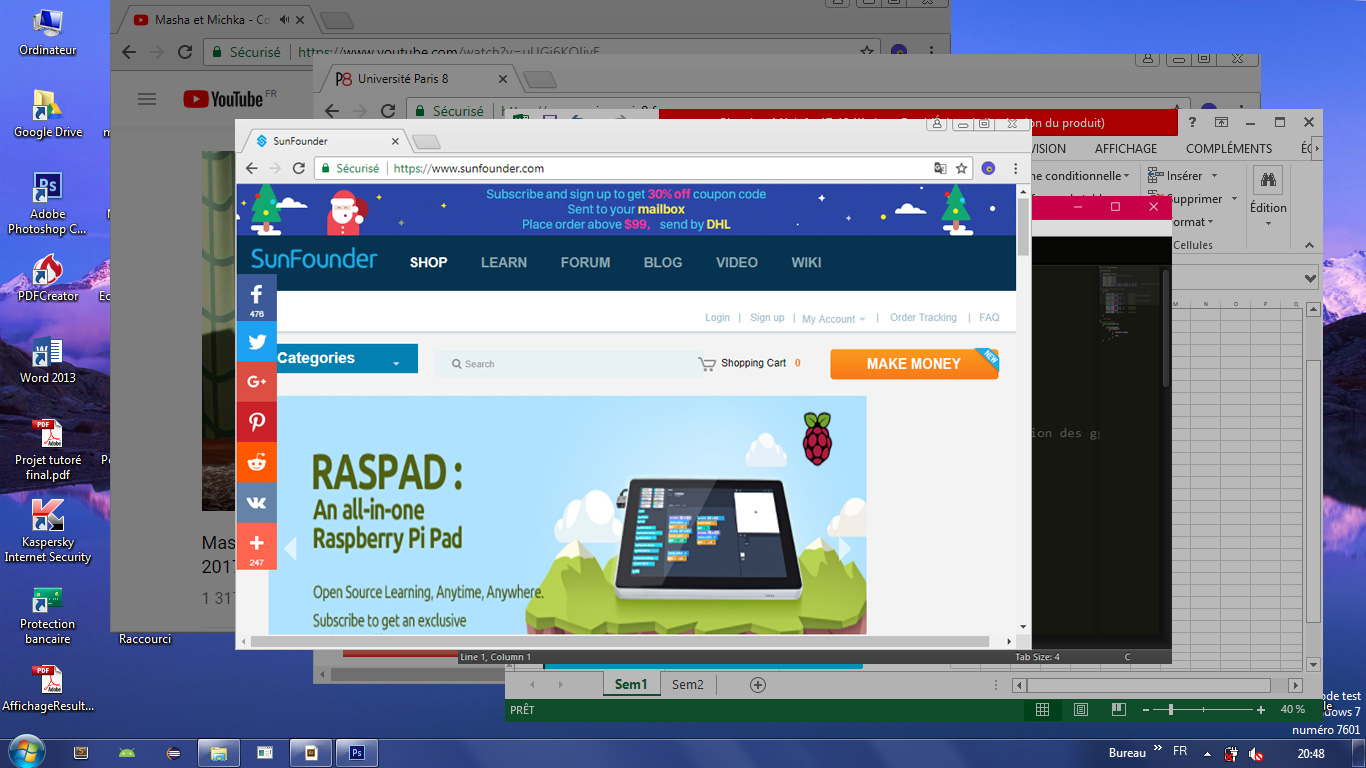 Ordinateur
Google Drive
Adobe
Photoshop C...
PDFCreator
Word 2013
Projet tutoré
final.pdf
Kaspersky
Internet Security
Protection
bancaire
AffichageResult...
Raccourci
Masha et Michka - Co
Sécurisé
https://www.youtube.com/watch?v=
YouTube FR
Mas
2017
1 317
P8 Université Paris 8
Sécurisé
on du produit)
VISION AFFICHAGE COMPLÉMENTS
ne conditionnelle
Insérer
Supprimer
ormat
Cellules
Édition
M N O P Q
ion des gp
SunFounder
Sécurisé https://www.sunfounder.com
Subscribe and sign up to get 30% off coupon code
Sent to your mailbox
Place order above $99, send by DHL
SunFounder SHOP LEARN FORUM BLOG VIDEO WIKI
476
Login | Sign up | My Account | Order Tracking | FAQ
Categories Search Shopping Cart 0 MAKE MONEY NEW
G+
RASPAD :
An all-in-one
Raspberry Pi Pad
Open Source Learning, Anytime, Anywhere.
Subscribe to get an exclusive
247
Line 1, Column 1 Tab Size: 4 C
Sem1 Sem2
PRÊT 40 %
ode test
dows 7
numéro 7601
Bureau FR 20:48